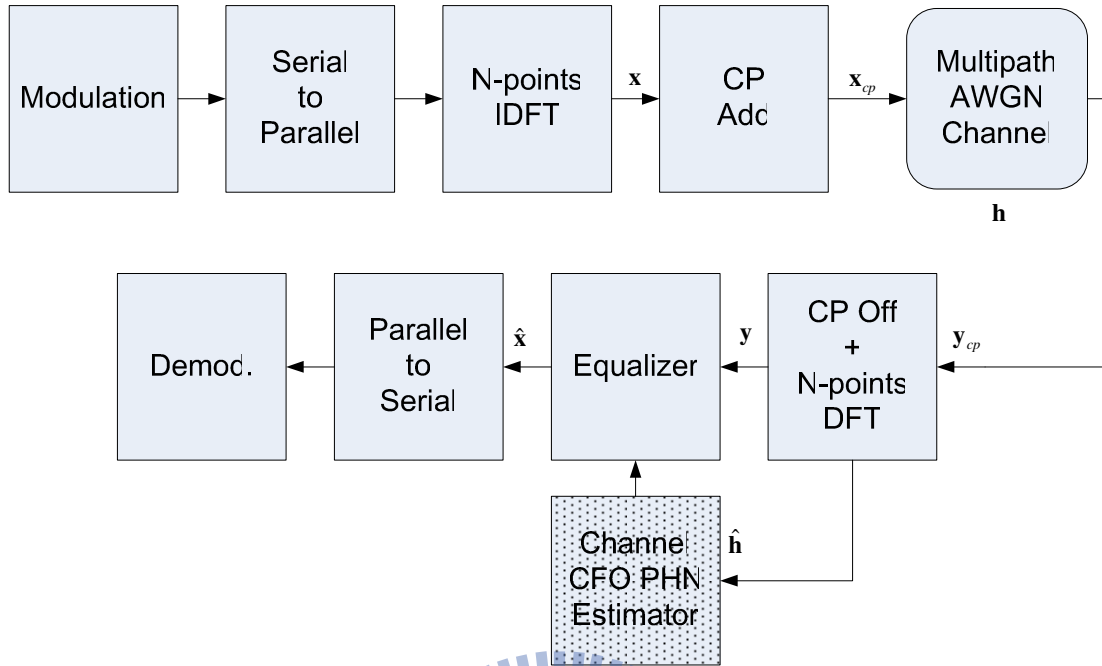 Modulation
Serial
to
Parallel
N-points
IDFT
x
CP
Add
x_cp
Multipath
AWGN
Channel
h
Demod.
Parallel
to
Serial
x̂
Equalizer
y
CP Off
+
N-points
DFT
y_cp
Channel
CFO PHN
Estimator
ĥ